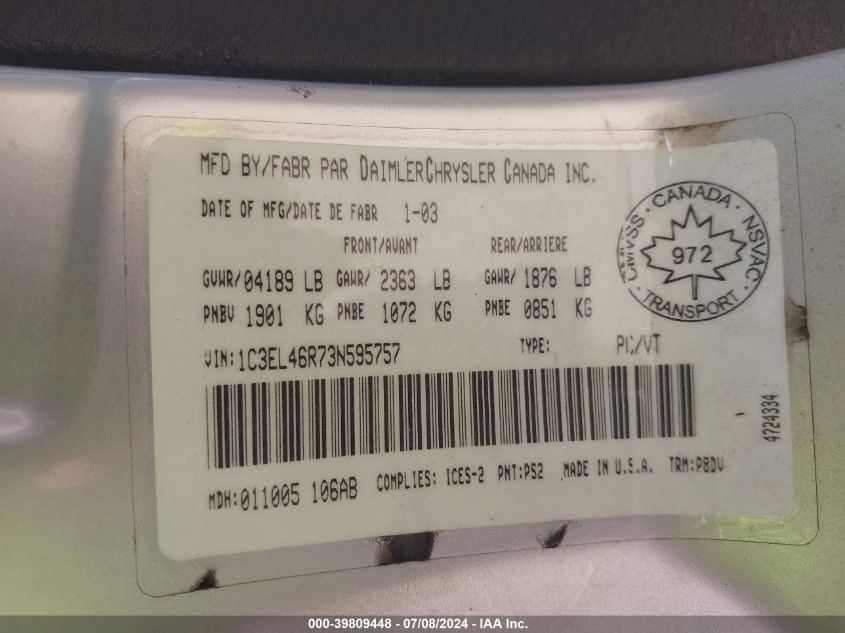 MFD BY/FABR PAR DAIMLERCHRYSLER CANADA INC.
DATE OF MFG/DATE DE FABR 1-03
FRONT/AVANT REAR/ARRIERE
GVWR/04189 LB GAWR/ 2363 LB GAWR/ 1876 LB
PNBV 1901 KG PNBE 1072 KG PNBE 0851 KG
VIN:1C3EL46R73N595757 TYPE: PC/VT
MDH:011005 106AB COMPLIES: ICES-2 PNT:PS2 MADE IN U.S.A. TRM:P8DV
4724334
CMVSS · CANADA · NSVAC
972
· TRANSPORT ·
000-39809448 - 07/08/2024 - IAA Inc.